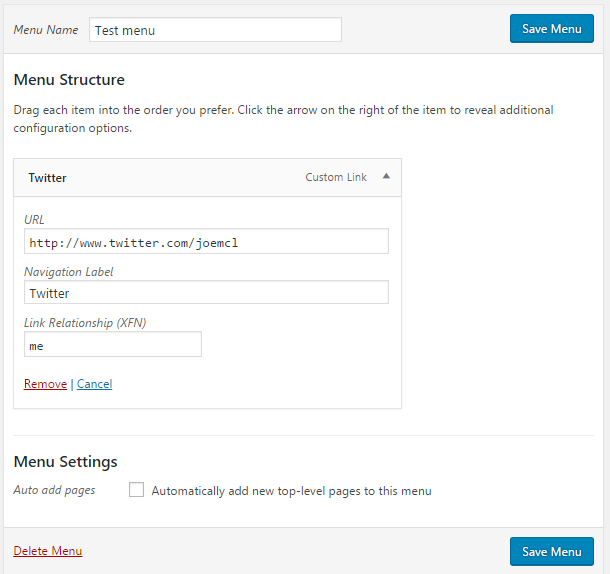 Menu Name Test menu Save Menu
Menu Structure
Drag each item into the order you prefer. Click the arrow on the right of the item to reveal additional
configuration options.
Twitter Custom Link
URL
http://www.twitter.com/joemcl
Navigation Label
Twitter
Link Relationship (XFN)
me
Remove | Cancel
Menu Settings
Auto add pages Automatically add new top-level pages to this menu
Delete Menu Save Menu